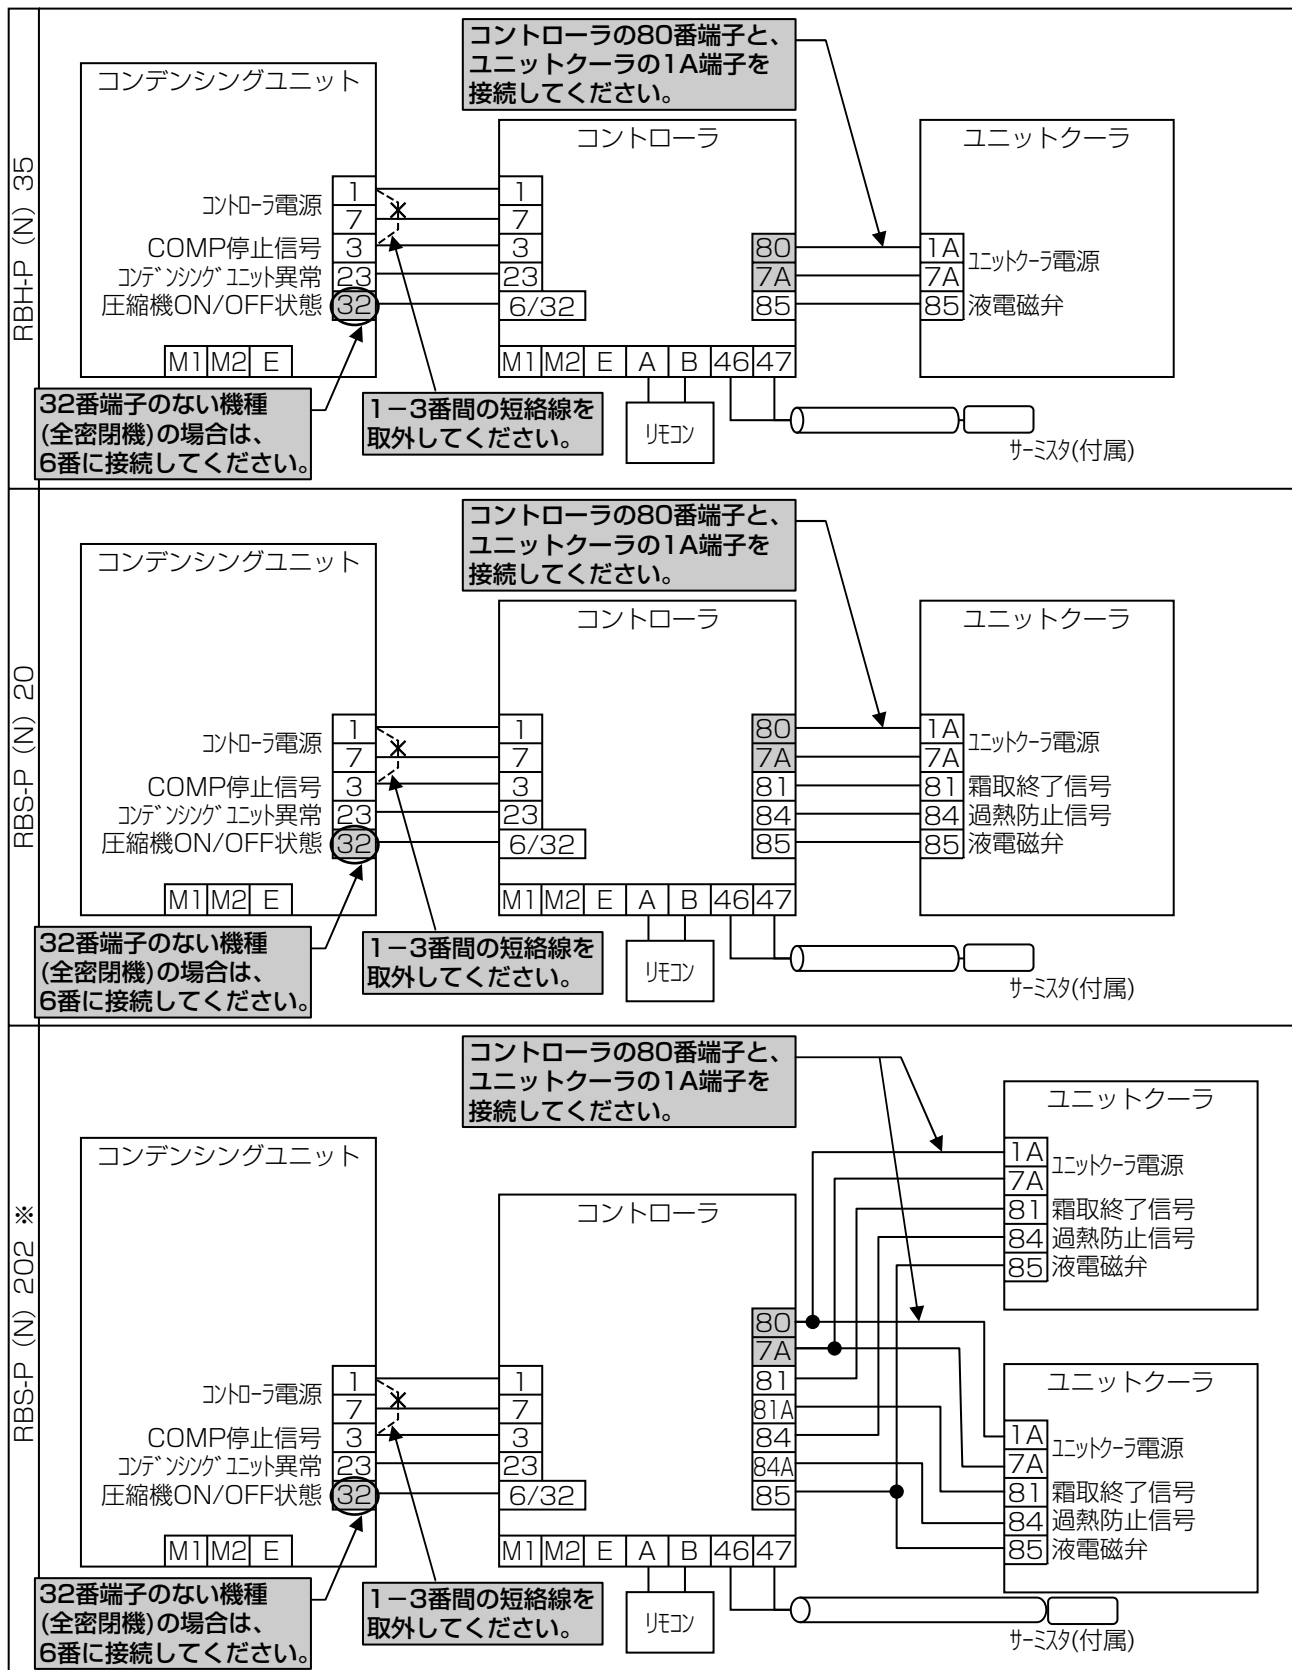 RBH-P（N）35
コントローラの80番端子と、
ユニットクーラの1A端子を
接続してください。
コンデンシングユニット
コントローラ
ユニットクーラ
コントローラ電源
1
7
COMP停止信号
3
コンデンシングユニット異常
23
圧縮機ON/OFF状態
32
M1 M2 E
1
7
3
23
6/32
80
7A
85
M1 M2 E A B 46 47
1A
7A
ユニットクーラ電源
85 液電磁弁
32番端子のない機種
(全密閉機)の場合は、
6番に接続してください。
1−3番間の短絡線を
取外してください。
リモコン
サーミスタ(付属)
RBS-P（N）20
コントローラの80番端子と、
ユニットクーラの1A端子を
接続してください。
コンデンシングユニット
コントローラ
ユニットクーラ
コントローラ電源
1
7
COMP停止信号
3
コンデンシングユニット異常
23
圧縮機ON/OFF状態
32
M1 M2 E
1
7
3
23
6/32
80
7A
81
84
85
M1 M2 E A B 46 47
1A
7A
ユニットクーラ電源
81 霜取終了信号
84 過熱防止信号
85 液電磁弁
32番端子のない機種
(全密閉機)の場合は、
6番に接続してください。
1−3番間の短絡線を
取外してください。
リモコン
サーミスタ(付属)
RBS-P（N）202 ※
コントローラの80番端子と、
ユニットクーラの1A端子を
接続してください。
コンデンシングユニット
コントローラ
ユニットクーラ
1A
7A
ユニットクーラ電源
81 霜取終了信号
84 過熱防止信号
85 液電磁弁
コントローラ電源
1
7
COMP停止信号
3
コンデンシングユニット異常
23
圧縮機ON/OFF状態
32
M1 M2 E
1
7
3
23
6/32
80
7A
81
81A
84
84A
85
M1 M2 E A B 46 47
ユニットクーラ
1A
7A
ユニットクーラ電源
81 霜取終了信号
84 過熱防止信号
85 液電磁弁
32番端子のない機種
(全密閉機)の場合は、
6番に接続してください。
1−3番間の短絡線を
取外してください。
リモコン
サーミスタ(付属)